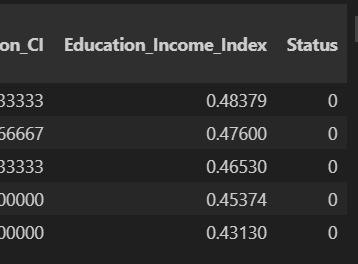 on_CI Education_Income_Index Status
33333 0.48379 0
66667 0.47600 0
33333 0.46530 0
00000 0.45374 0
00000 0.43130 0